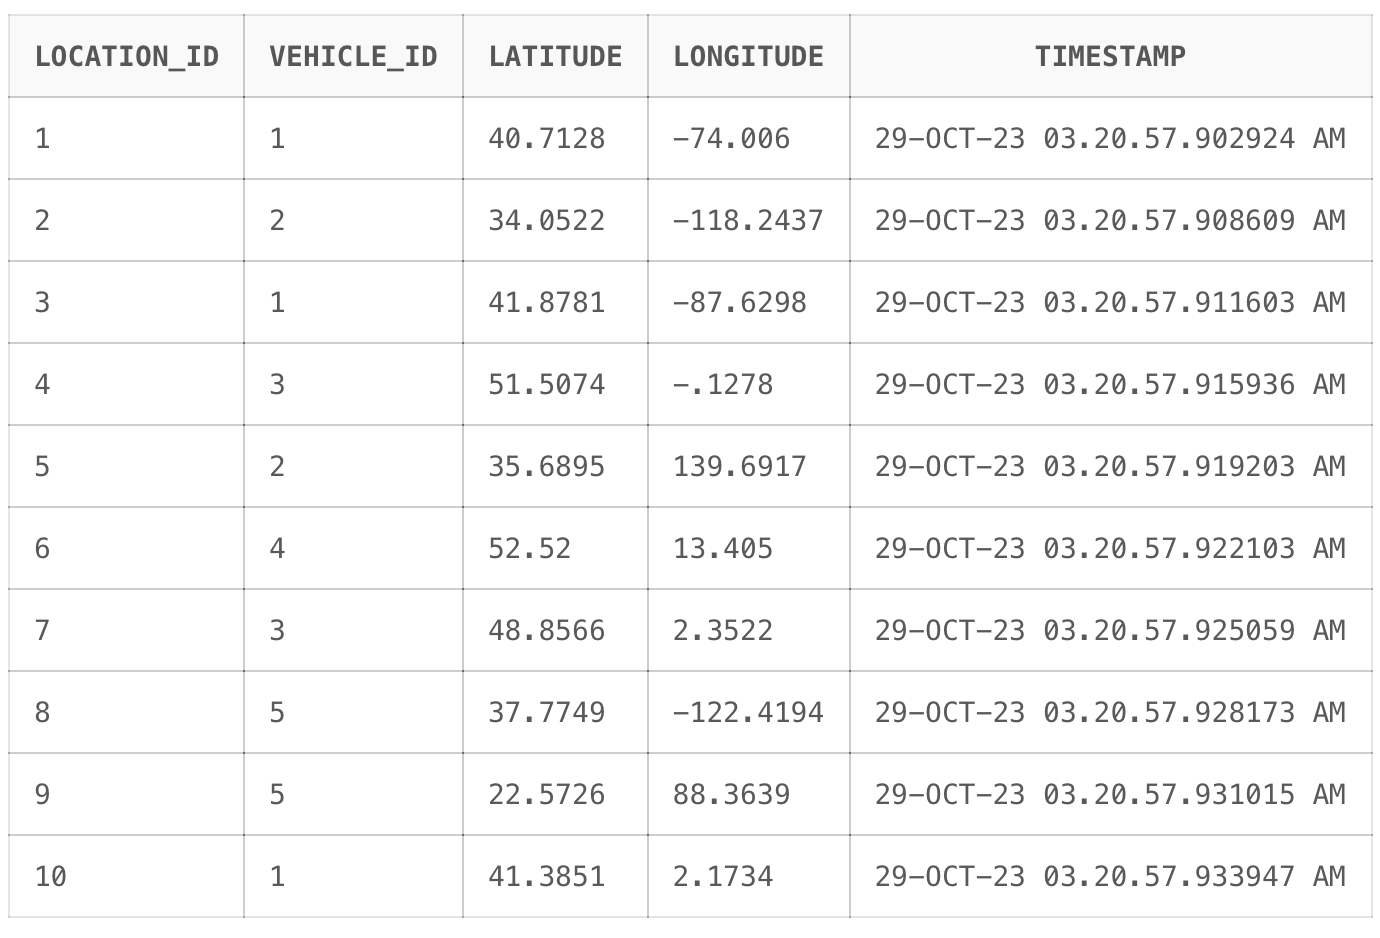 LOCATION_ID VEHICLE_ID LATITUDE LONGITUDE TIMESTAMP
1 1 40.7128 -74.006 29-OCT-23 03.20.57.902924 AM
2 2 34.0522 -118.2437 29-OCT-23 03.20.57.908609 AM
3 1 41.8781 -87.6298 29-OCT-23 03.20.57.911603 AM
4 3 51.5074 -.1278 29-OCT-23 03.20.57.915936 AM
5 2 35.6895 139.6917 29-OCT-23 03.20.57.919203 AM
6 4 52.52 13.405 29-OCT-23 03.20.57.922103 AM
7 3 48.8566 2.3522 29-OCT-23 03.20.57.925059 AM
8 5 37.7749 -122.4194 29-OCT-23 03.20.57.928173 AM
9 5 22.5726 88.3639 29-OCT-23 03.20.57.931015 AM
10 1 41.3851 2.1734 29-OCT-23 03.20.57.933947 AM